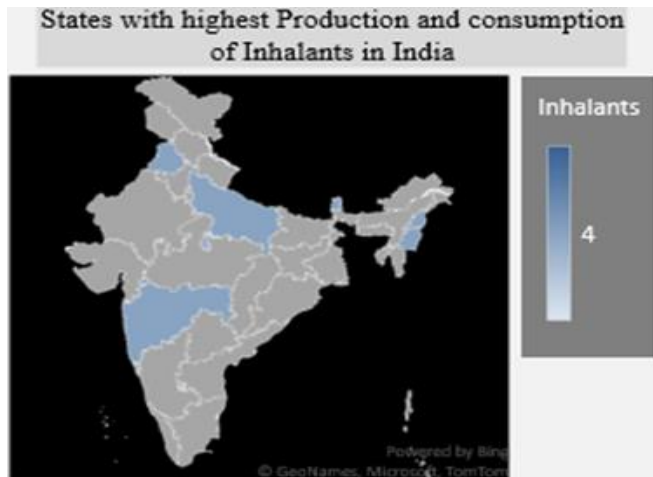 States with highest Production and consumption
of Inhalants in India
Inhalants
4
Powered by Bing
© GeoNames, Microsoft, TomTom